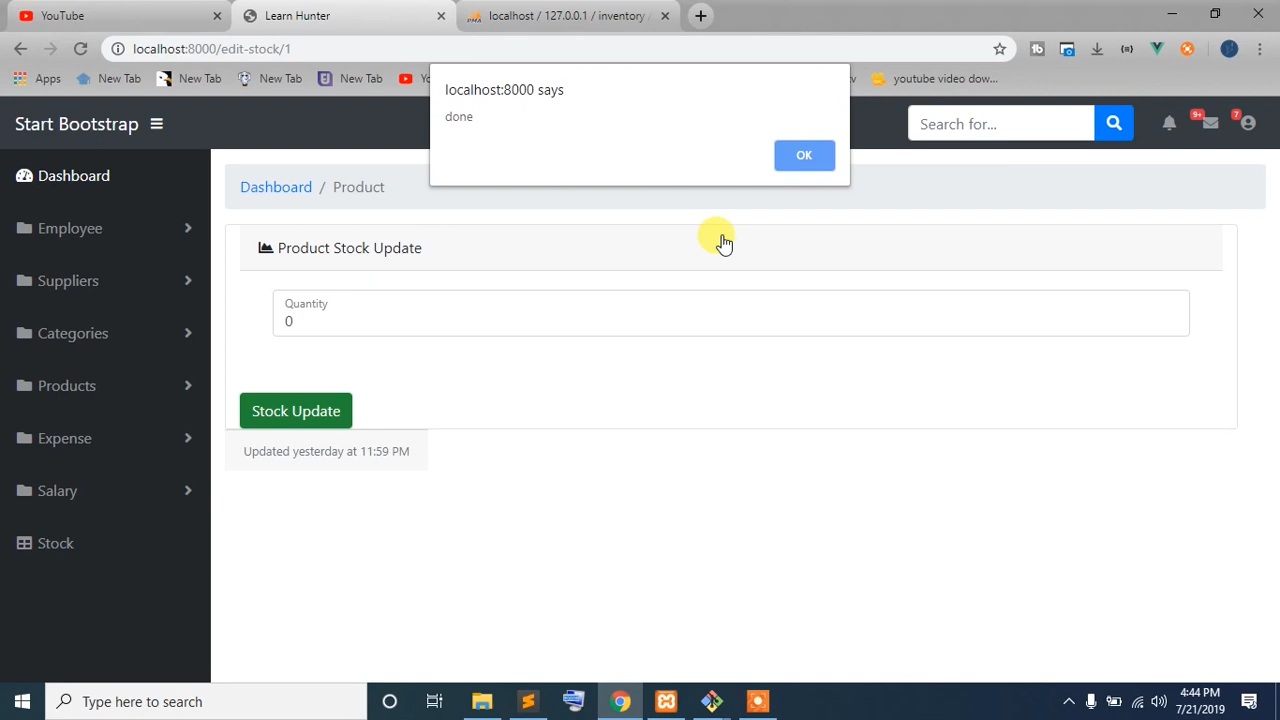 YouTube
Learn Hunter
localhost / 127.0.0.1 / inventory
localhost:8000/edit-stock/1
Apps
New Tab
New Tab
New Tab
New Tab
youtube video dow...
localhost:8000 says
done
OK
Start Bootstrap
Search for...
9+
7
Dashboard
Employee
Suppliers
Categories
Products
Expense
Salary
Stock
Dashboard / Product
Product Stock Update
Quantity
0
Stock Update
Updated yesterday at 11:59 PM
Type here to search
4:44 PM
7/21/2019